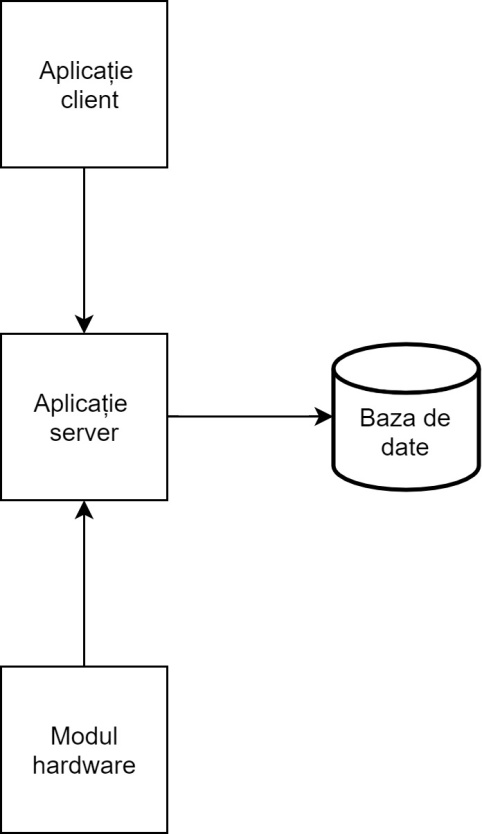 Aplicație
client
Aplicație
server
Baza de
date
Modul
hardware